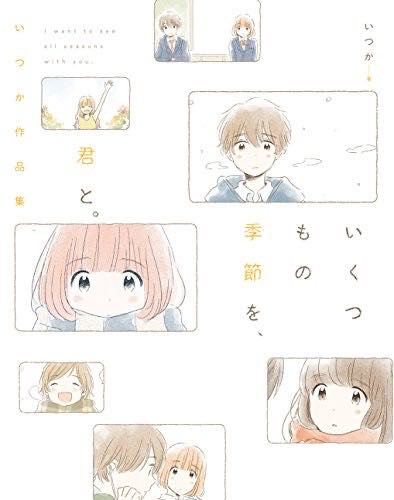 いつか＊
いくつ
もの
季節を、
君と。
I want to see
all seasons
with you.
いつか作品集